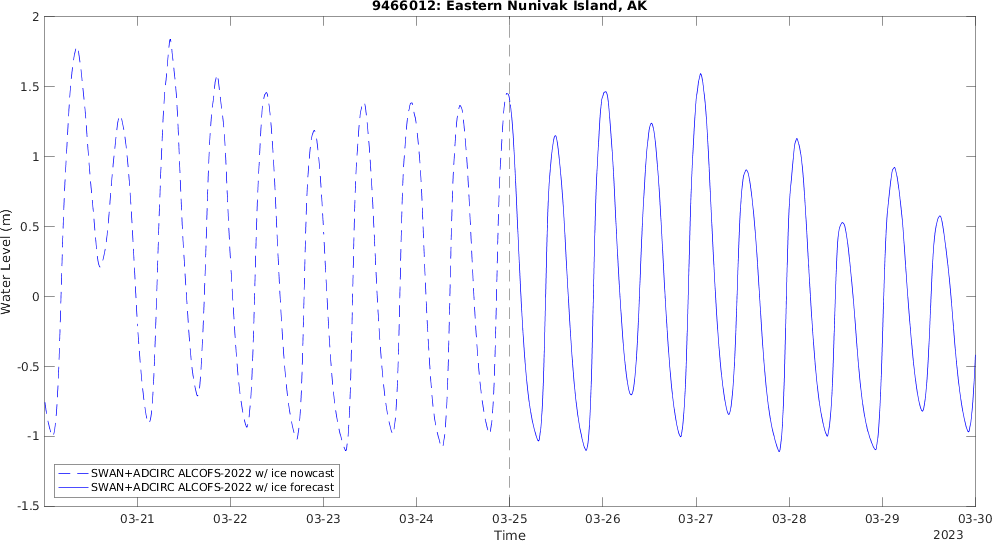 9466012: Eastern Nunivak Island, AK
2
1.5
1
0.5
0
-0.5
-1
-1.5
Water Level (m)
SWAN+ADCIRC ALCOFS-2022 w/ ice nowcast
SWAN+ADCIRC ALCOFS-2022 w/ ice forecast
03-21 03-22 03-23 03-24 03-25 03-26 03-27 03-28 03-29 03-30
Time
2023